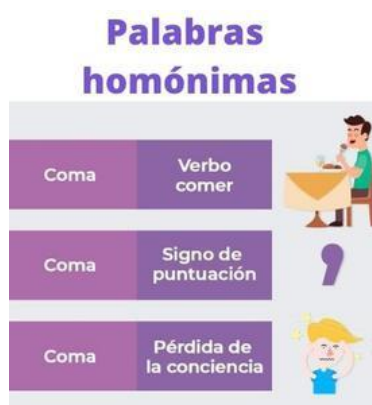 Palabras
homónimas
Coma
Verbo
comer
Coma
Signo de
puntuación
,
Coma
Pérdida de
la conciencia